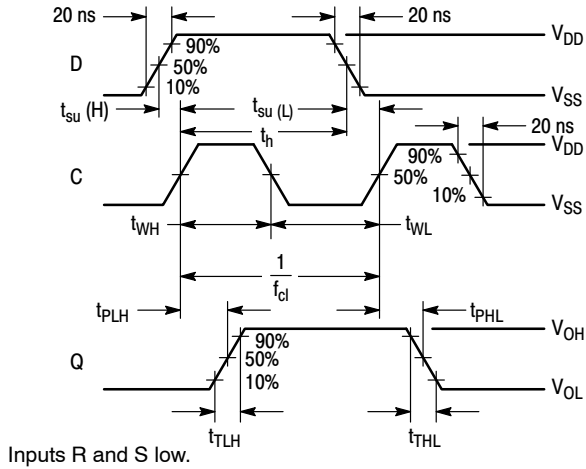 20 ns
20 ns
V_DD
D
90%
50%
10%
V_SS
t_su (H)
t_su (L)
t_h
20 ns
V_DD
C
90%
50%
10%
V_SS
t_WH
t_WL
1
f_cl
t_PLH
t_PHL
V_OH
Q
90%
50%
10%
V_OL
t_TLH
t_THL
Inputs R and S low.